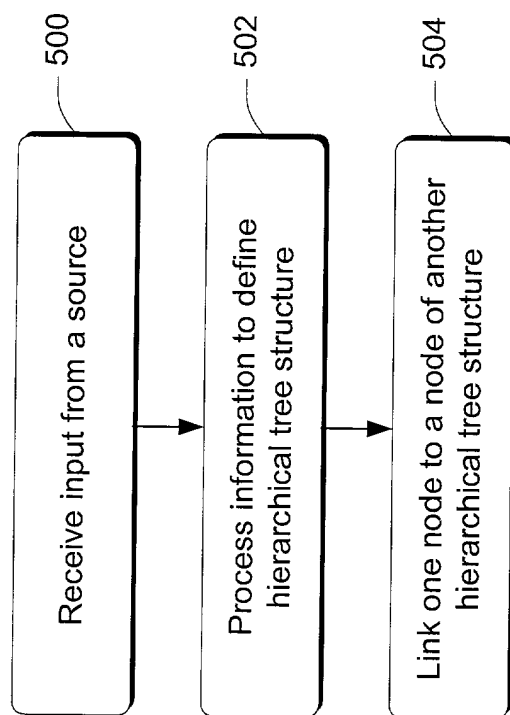 500
Receive input from a source
502
Process information to define
hierarchical tree structure
504
Link one node to a node of another
hierarchical tree structure